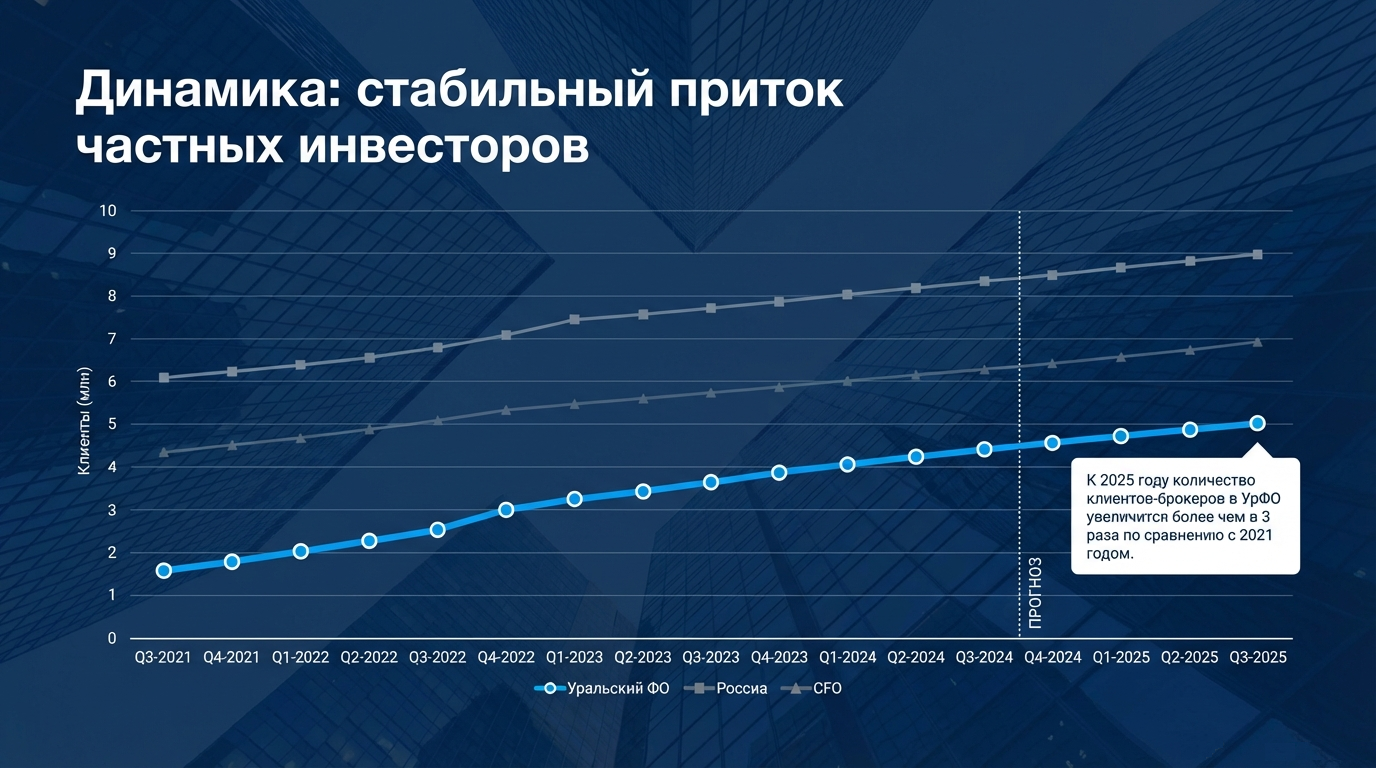 Динамика: стабильный приток
частных инвесторов
Клиенты (млн)
10
9
8
7
6
5
4
3
2
1
0
К 2025 году количество
клиентов-брокеров в УрФО
увеличится более чем в 3
раза по сравнению с 2021
годом.
ПРОГНОЗ
Q3-2021 Q4-2021 Q1-2022 Q2-2022 Q3-2022 Q4-2022 Q1-2023 Q2-2023 Q3-2023 Q4-2023 Q1-2024 Q2-2024 Q3-2024 Q4-2024 Q1-2025 Q2-2025 Q3-2025
Уральский ФО Россиa CFO